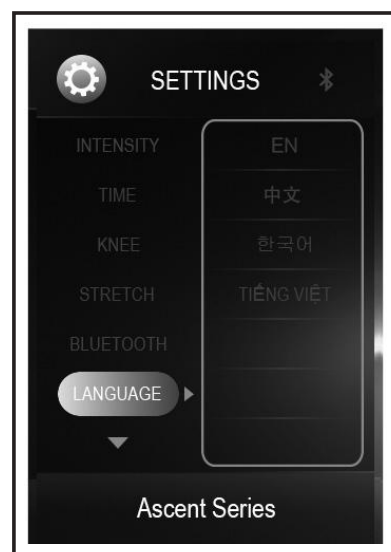 SETTINGS
INTENSITY
TIME
KNEE
STRETCH
BLUETOOTH
LANGUAGE
EN
中文
한국어
TIẾNG VIỆT
Ascent Series